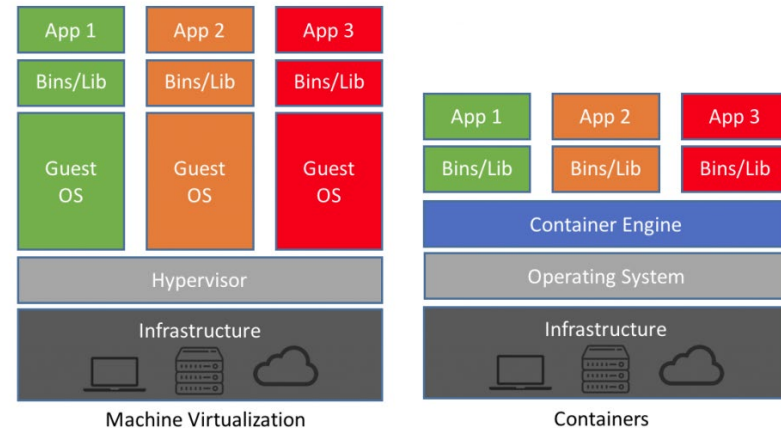 App 1
App 2
App 3
Bins/Lib
Bins/Lib
Bins/Lib
Guest
OS
Guest
OS
Guest
OS
Hypervisor
Infrastructure
Machine Virtualization
App 1
App 2
App 3
Bins/Lib
Bins/Lib
Bins/Lib
Container Engine
Operating System
Infrastructure
Containers